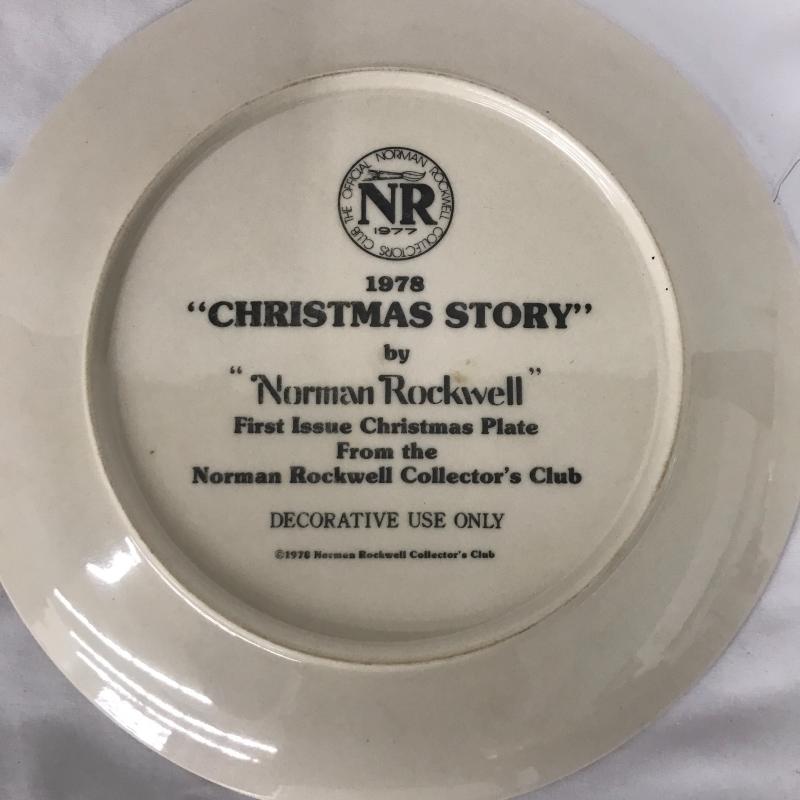 THE OFFICIAL NORMAN ROCKWELL COLLECTORS CLUB
NR
1977
1978
“CHRISTMAS STORY”
by
“Norman Rockwell”
First Issue Christmas Plate
From the
Norman Rockwell Collector's Club
DECORATIVE USE ONLY
©1978 Norman Rockwell Collector's Club